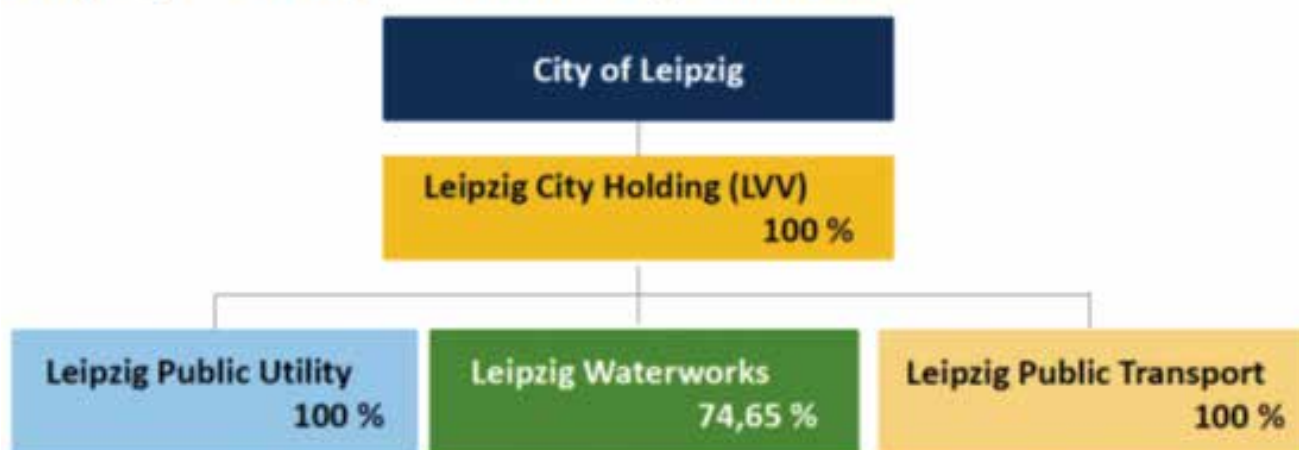 City of Leipzig
Leipzig City Holding (LVV)
100 %
Leipzig Public Utility
100 %
Leipzig Waterworks
74,65 %
Leipzig Public Transport
100 %